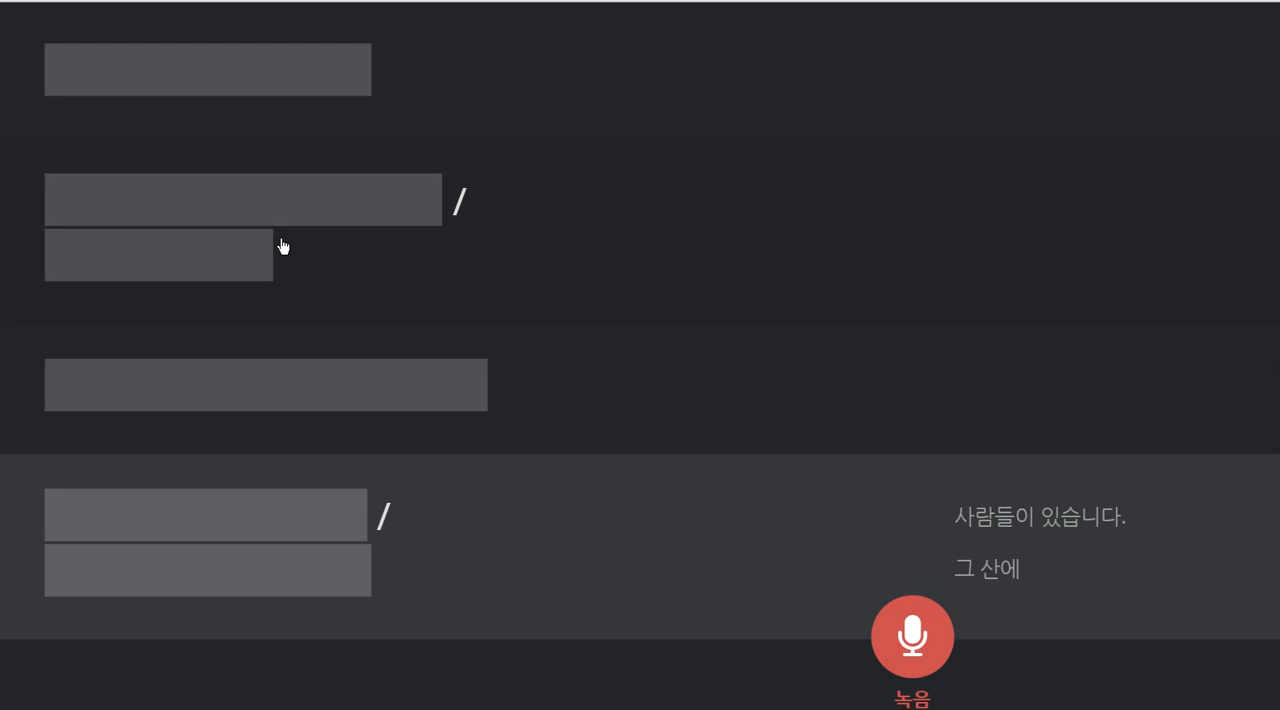 /
/
사람들이 있습니다.
그 산에
녹음